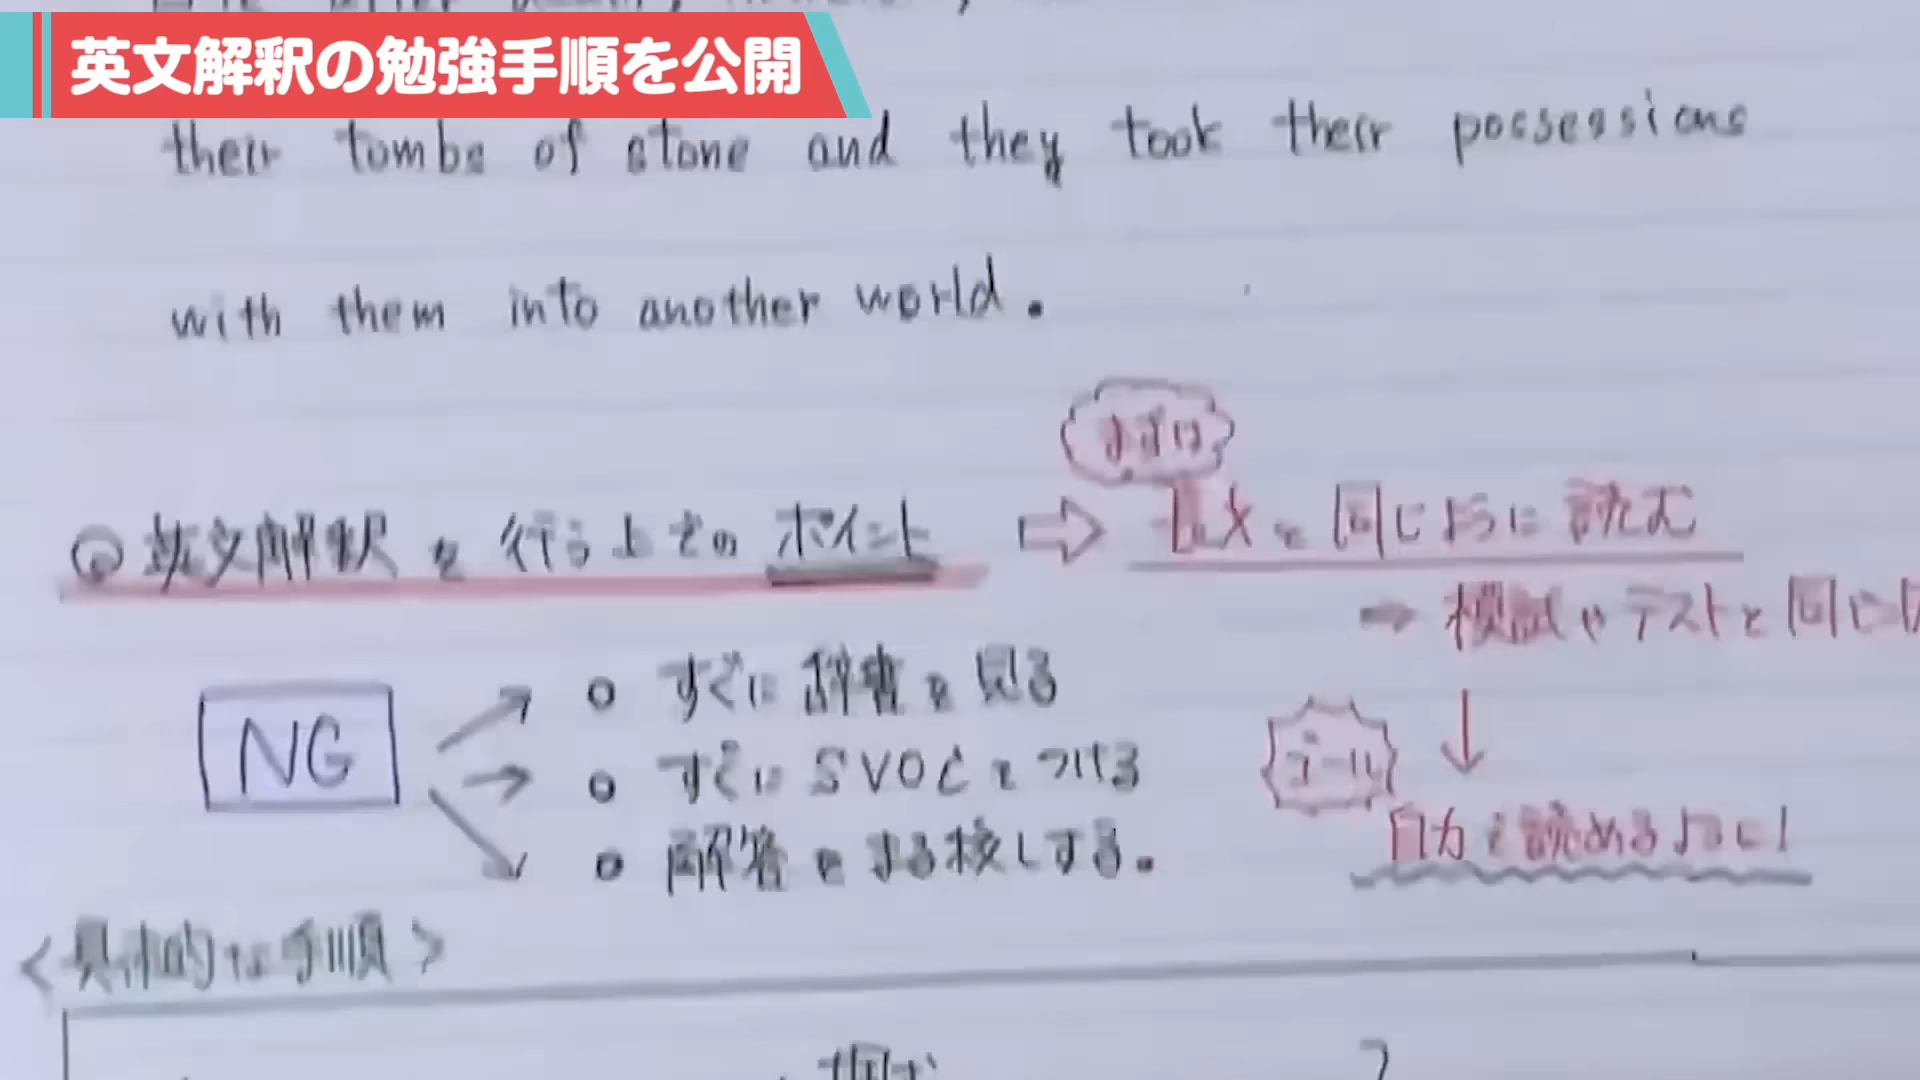 英文解釈の勉強手順を公開
their tombs of stone and they took their possessions
with them into another world.
まずは
◎英文解釈を行う上でのポイント ⇨ 長文と同じように読む
→ 模試やテストと同じ
NG
○ すぐに辞書を見る
○ すぐにSVOCをつける
○ 解答をまる移しする。
ゴール
自力で読めるように!
<具体的な手順>